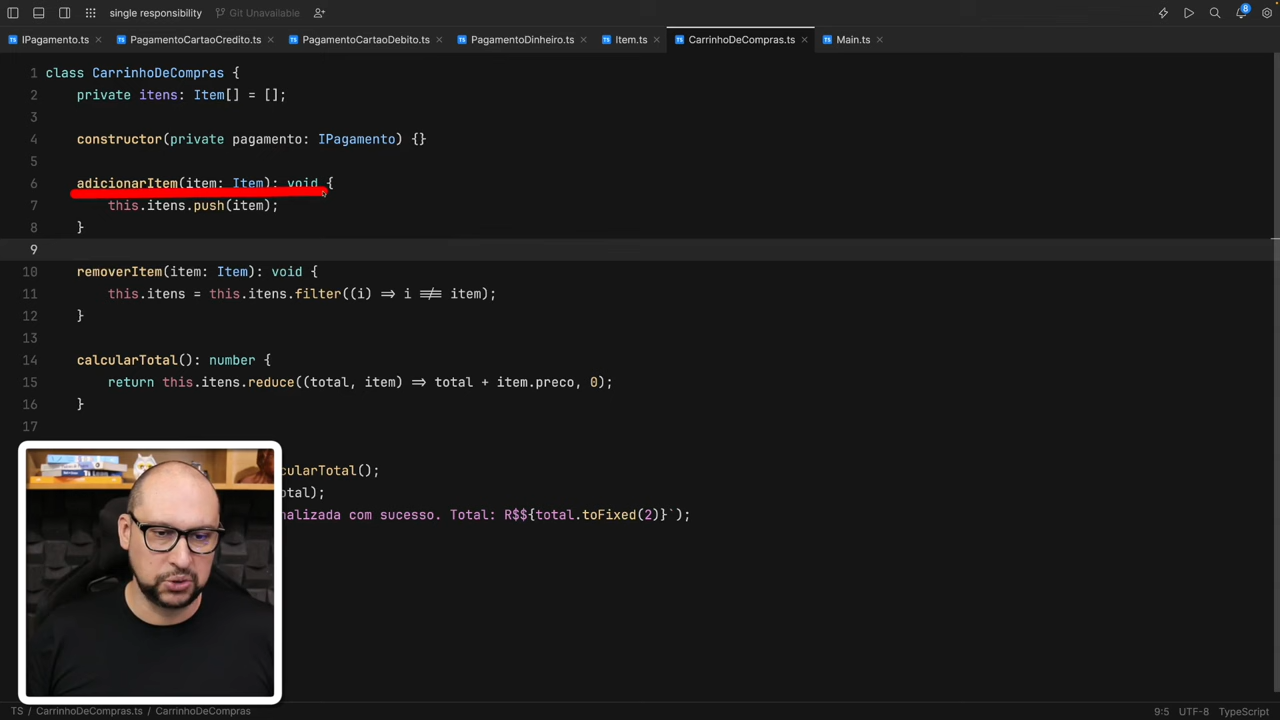 single responsibility
Git Unavailable
8
IPagamento.ts
PagamentoCartaoCredito.ts
PagamentoCartaoDebito.ts
PagamentoDinheiro.ts
Item.ts
CarrinhoDeCompras.ts
Main.ts
1 class CarrinhoDeCompras {
2 private itens: Item[] = [];
3
4 constructor(private pagamento: IPagamento) {}
5
6 adicionarItem(item: Item): void {
7 this.itens.push(item);
8 }
9
10 removerItem(item: Item): void {
11 this.itens = this.itens.filter((i) => i !== item);
12 }
13
14 calcularTotal(): number {
15 return this.itens.reduce((total, item) => total + item.preco, 0);
16 }
17
cularTotal();
otal);
nalizada com sucesso. Total: R$${total.toFixed(2)}`);
TS / CarrinhoDeCompras.ts / CarrinhoDeCompras
9:5 UTF-8 TypeScript